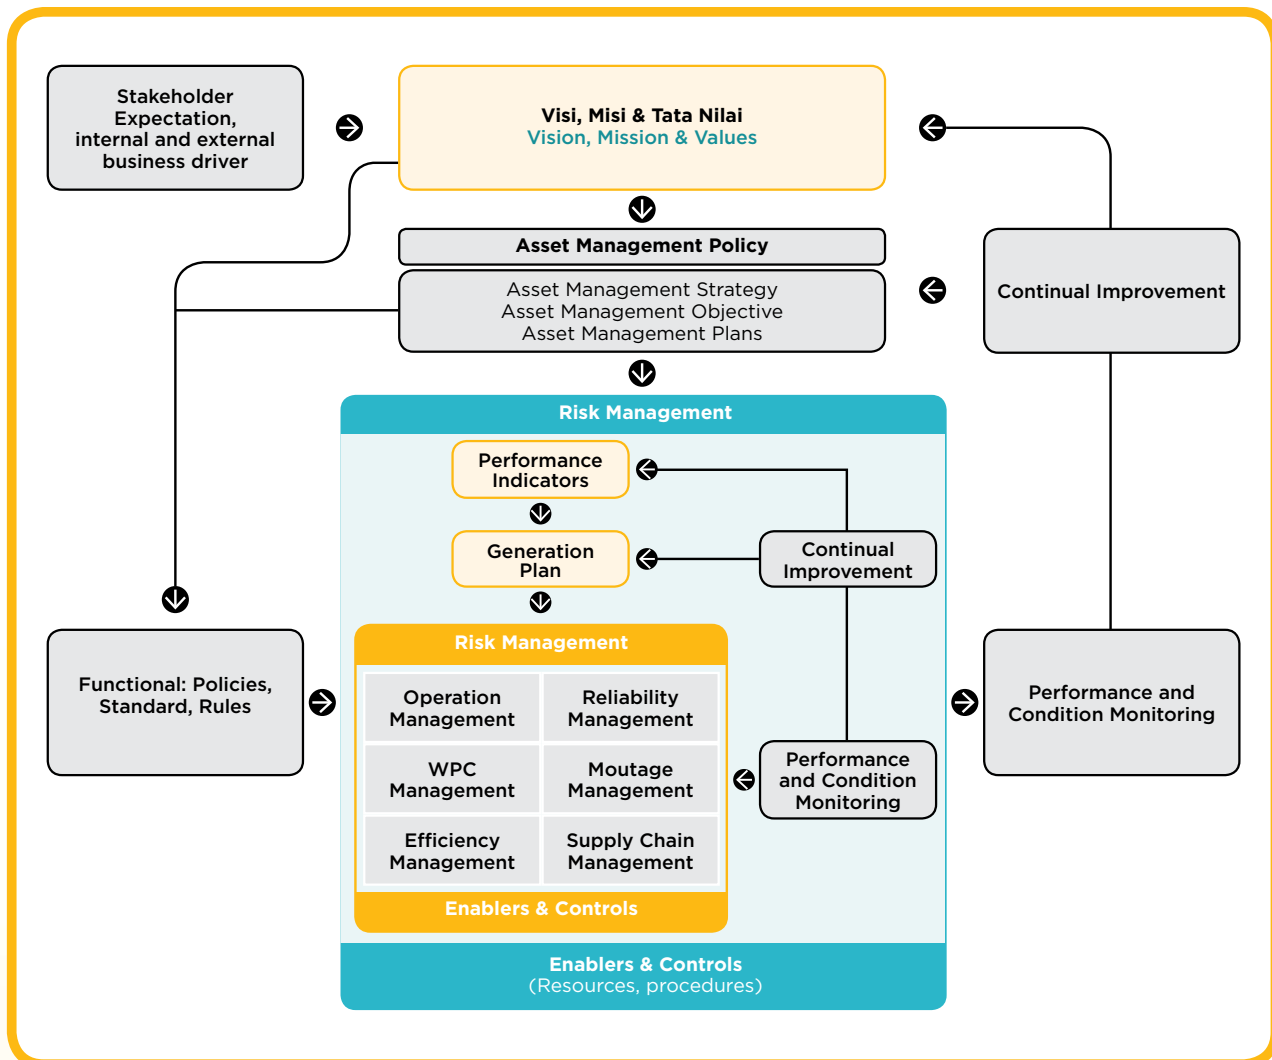 Stakeholder
Expectation,
internal and external
business driver
Visi, Misi & Tata Nilai
Vision, Mission & Values
Asset Management Policy
Asset Management Strategy
Asset Management Objective
Asset Management Plans
Continual Improvement
Risk Management
Performance
Indicators
Generation
Plan
Continual
Improvement
Risk Management
Operation
Management
Reliability
Management
WPC
Management
Moutage
Management
Efficiency
Management
Supply Chain
Management
Enablers & Controls
Performance
and Condition
Monitoring
Enablers & Controls
(Resources, procedures)
Functional: Policies,
Standard, Rules
Performance and
Condition Monitoring